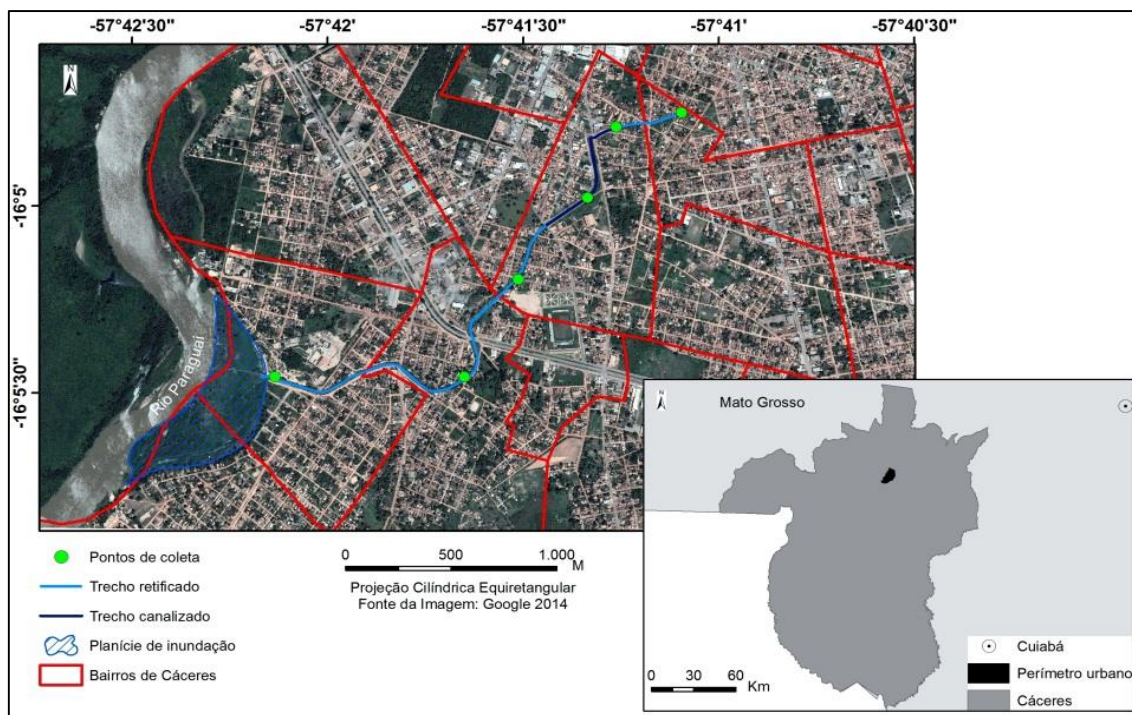 -57°42'30"
-57°42'
-57°41'30"
-57°41'
-57°40'30"
N
-16°5'
-16°5'30"
Rio Paraguai
Pontos de coleta
Trecho retificado
Trecho canalizado
Planície de inundação
Bairros de Cáceres
0 500 1.000
M
Projeção Cilíndrica Equiretangular
Fonte da Imagem: Google 2014
N
Mato Grosso
0 30 60
Km
Cuiabá
Perímetro urbano
Cáceres